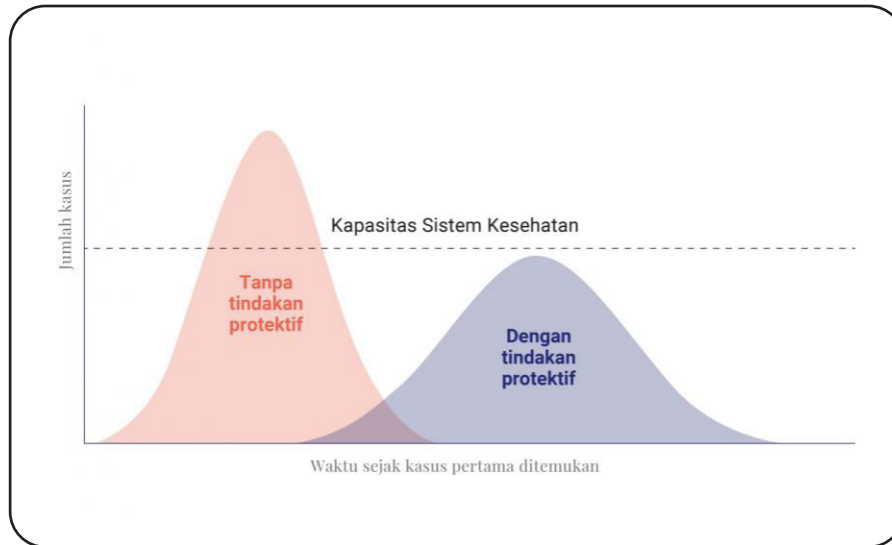 Jumlah kasus
Kapasitas Sistem Kesehatan
Tanpa
tindakan
protektif
Dengan
tindakan
protektif
Waktu sejak kasus pertama ditemukan